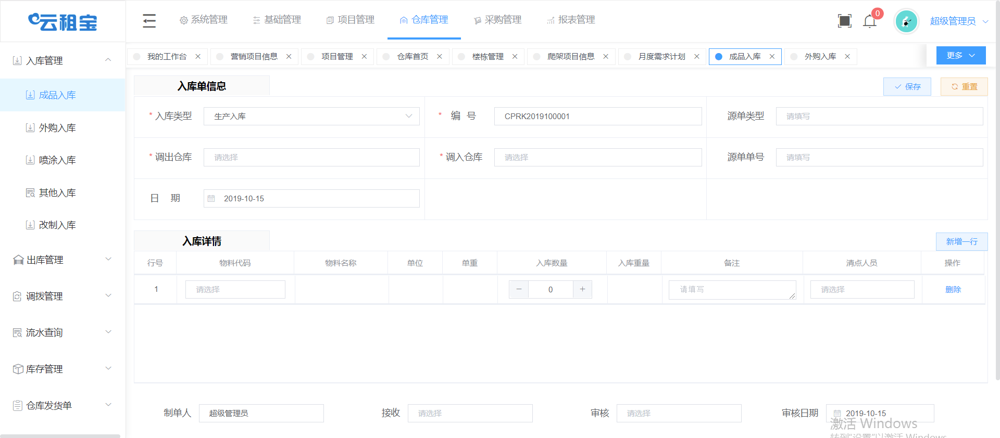 云租宝
系统管理
基础管理
项目管理
仓库管理
采购管理
报表管理
0
超级管理员
我的工作台
营销项目信息
项目管理
仓库首页
楼栋管理
爬架项目信息
月度需求计划
成品入库
外购入库
更多
入库管理
成品入库
外购入库
喷涂入库
其他入库
改制入库
出库管理
调拨管理
流水查询
库存管理
仓库发货单
入库单信息
保存
重置
* 入库类型
生产入库
* 编 号
CPRK2019100001
源单类型
请填写
* 调出仓库
请选择
* 调入仓库
请选择
源单单号
请填写
日 期
2019-10-15
入库详情
新增一行
行号
物料代码
物料名称
单位
单重
入库数量
入库重量
备注
清点人员
操作
1
请选择
− 0 +
请填写
请选择
删除
制单人
超级管理员
接收
请选择
审核
请选择
审核日期
2019-10-15
激活 Windows
转到"设置"以激活 Windows